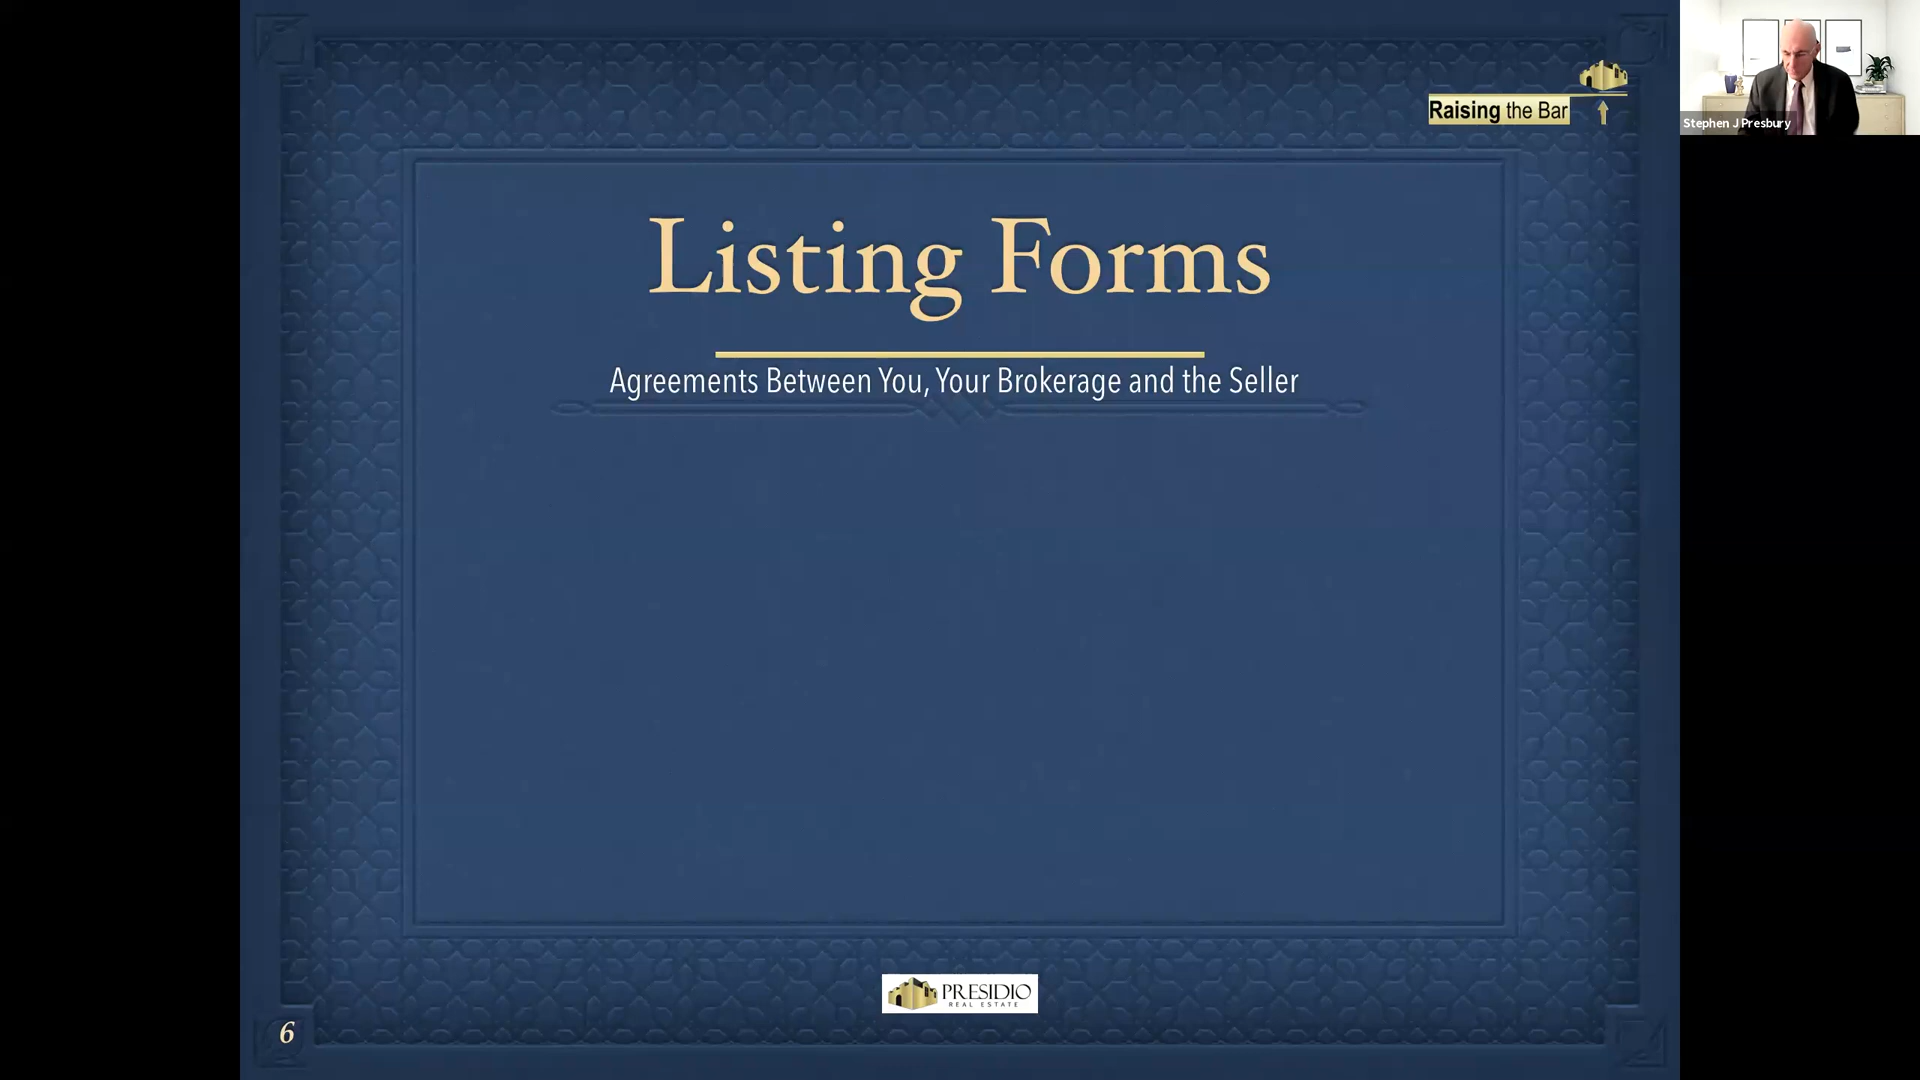 Raising the Bar
Stephen J Presbury
Listing Forms
Agreements Between You, Your Brokerage and the Seller
PRESIDIO
REAL ESTATE
6